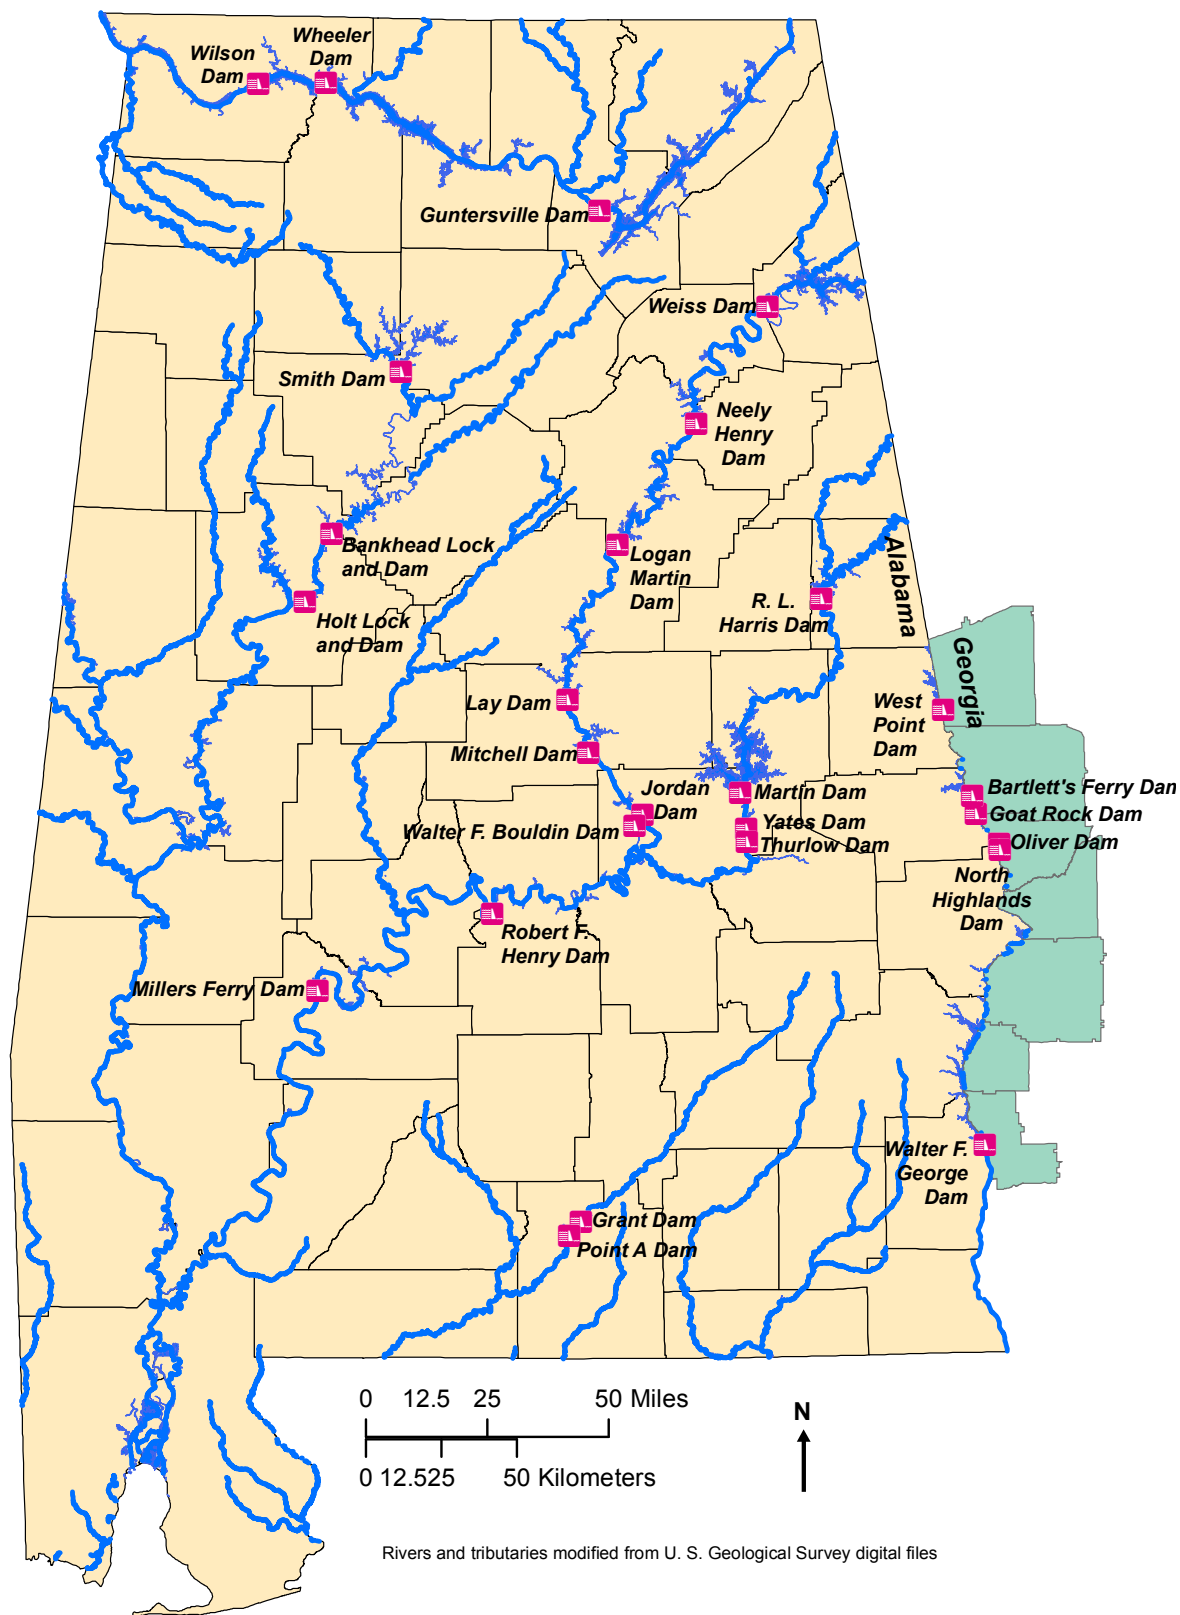 Wilson
Dam
Wheeler
Dam
Guntersville Dam
Weiss Dam
Smith Dam
Neely
Henry
Dam
Bankhead Lock
and Dam
Logan
Martin
Dam
Alabama
Holt Lock
and Dam
R. L.
Harris Dam
Georgia
Lay Dam
West
Point
Dam
Mitchell Dam
Jordan
Dam
Martin Dam
Bartlett's Ferry Dam
Goat Rock Dam
Walter F. Bouldin Dam
Yates Dam
Thurlow Dam
Oliver Dam
North
Highlands
Dam
Robert F.
Henry Dam
Millers Ferry Dam
Walter F.
George
Dam
Grant Dam
Point A Dam
0 12.5 25 50 Miles
0 12.525 50 Kilometers
N
Rivers and tributaries modified from U. S. Geological Survey digital files